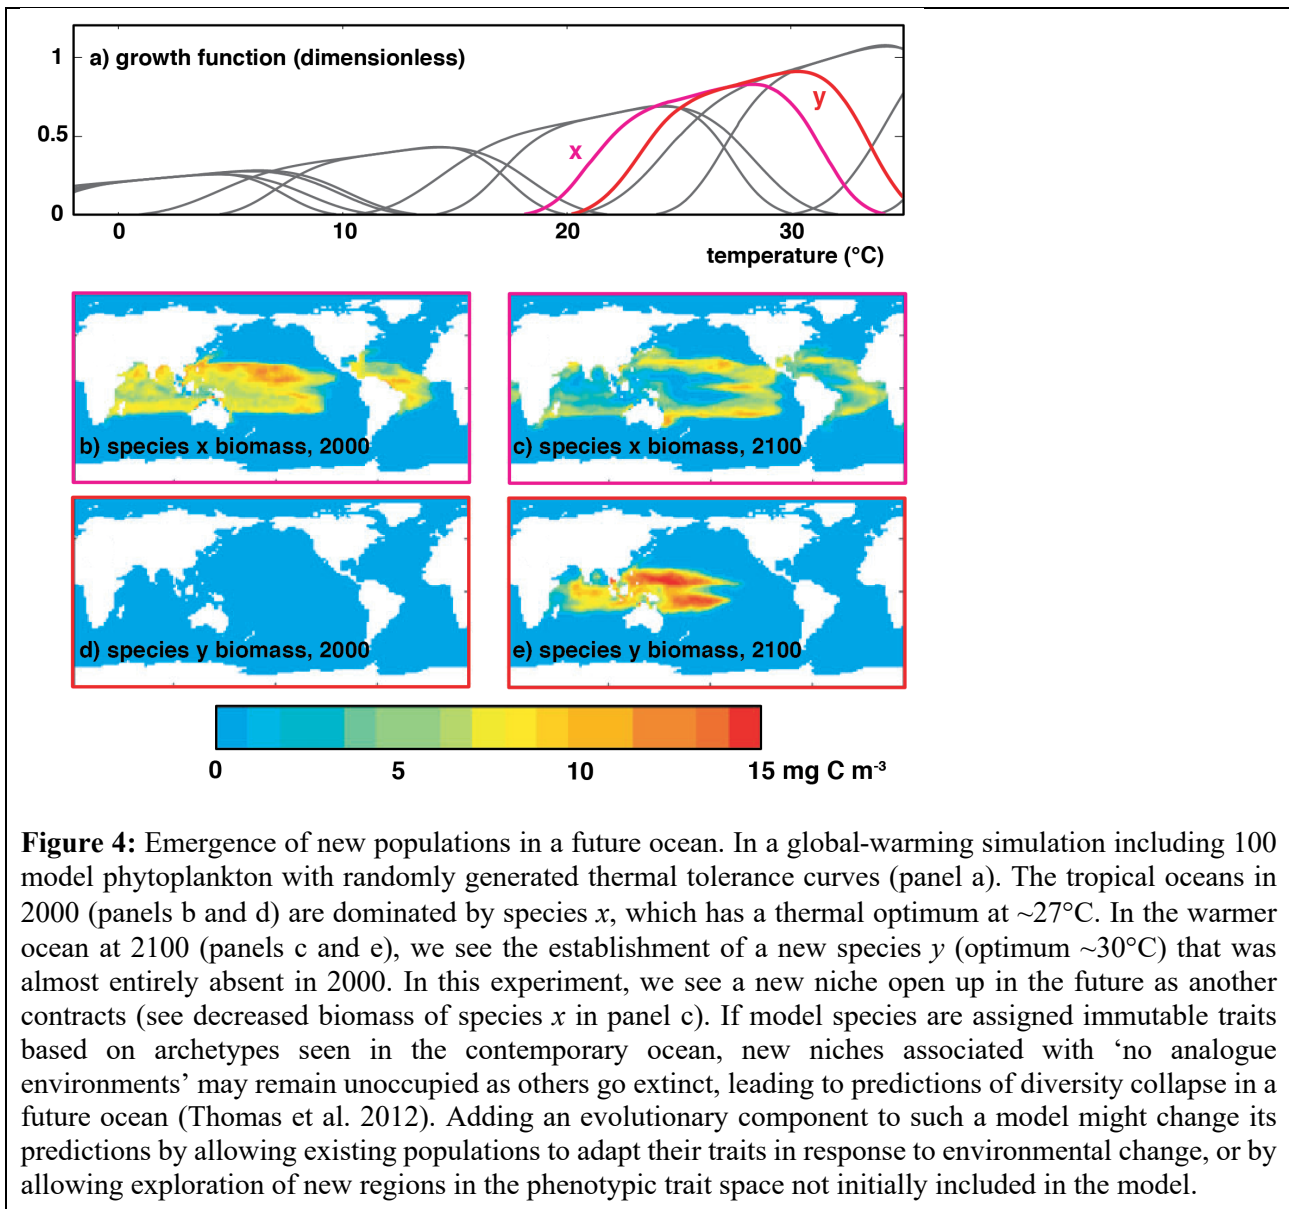 a) growth function (dimensionless)
1
0.5
0
x
y
0 10 20 30
temperature (°C)
b) species x biomass, 2000
c) species x biomass, 2100
d) species y biomass, 2000
e) species y biomass, 2100
0 5 10 15 mg C m⁻³
Figure 4: Emergence of new populations in a future ocean. In a global-warming simulation including 100
model phytoplankton with randomly generated thermal tolerance curves (panel a). The tropical oceans in
2000 (panels b and d) are dominated by species x, which has a thermal optimum at ~27°C. In the warmer
ocean at 2100 (panels c and e), we see the establishment of a new species y (optimum ~30°C) that was
almost entirely absent in 2000. In this experiment, we see a new niche open up in the future as another
contracts (see decreased biomass of species x in panel c). If model species are assigned immutable traits
based on archetypes seen in the contemporary ocean, new niches associated with ‘no analogue
environments’ may remain unoccupied as others go extinct, leading to predictions of diversity collapse in a
future ocean (Thomas et al. 2012). Adding an evolutionary component to such a model might change its
predictions by allowing existing populations to adapt their traits in response to environmental change, or by
allowing exploration of new regions in the phenotypic trait space not initially included in the model.